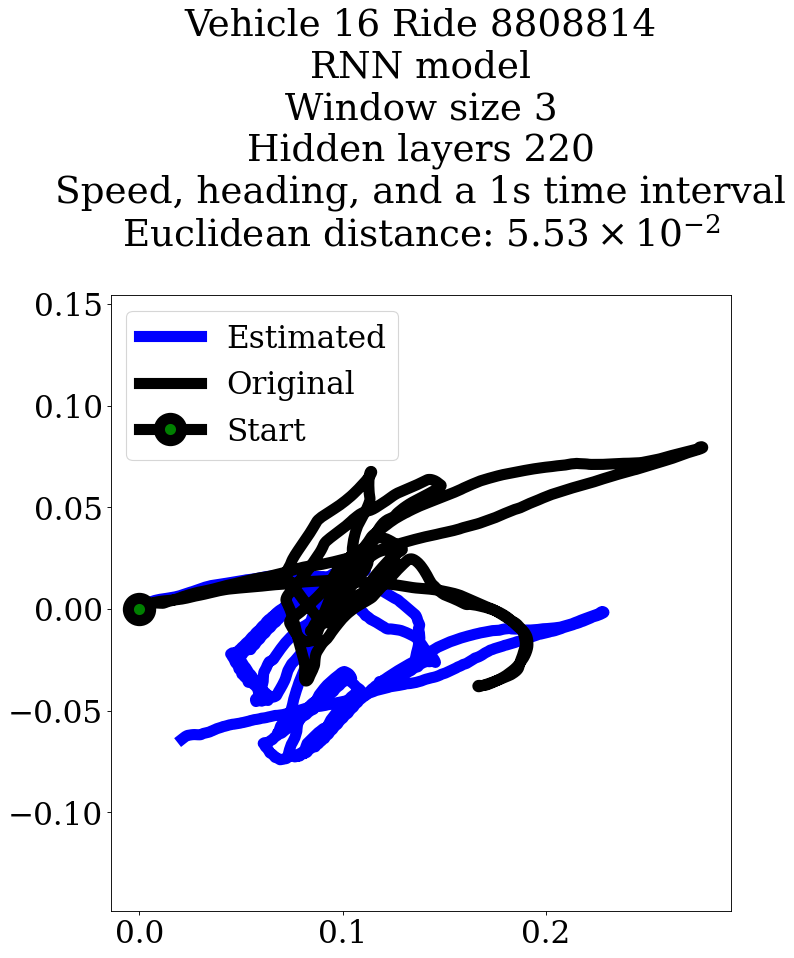 Vehicle 16 Ride 8808814
RNN model
Window size 3
Hidden layers 220
Speed, heading, and a 1s time interval
Euclidean distance: 5.53 × 10⁻²
0.15
Estimated
Original
Start
0.10
0.05
0.00
−0.05
−0.10
0.0 0.1 0.2